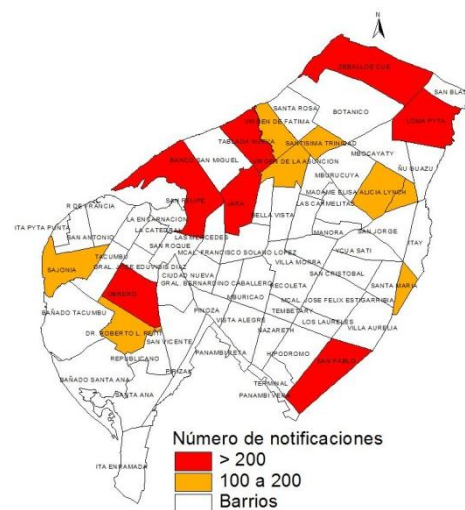 N
ZEBALLOS CUE
SAN BLAS
SANTA ROSA
BOTANICO
VIRGEN DE FATIMA
LOMA PYTA
TABLADA NUEVA
SANTISIMA TRINIDAD
MBOCAYATY
BANCO SAN MIGUEL
VIRGEN DE LA ASUNCION
ÑU GUAZU
MBURUCUYA
MADAME ELISA ALICIA LYNCH
SAN FELIPE
JARA
LAS CARMELITAS
R DE FRANCIA
LA ENCARNACION
BELLA VISTA
ITA PYTA PUNTA
LA CATEDRAL
SAN ANTONIO
LAS MERCEDES
MANORA
SAN JORGE
SAN ROQUE
ITAY
TACUMBU
MCAL FRANCISCO SOLANO LOPEZ
YCUA SATI
GRAL. JOSE EDUVIGIS DIAZ
VILLA MORRA
SAJONIA
CIUDAD NUEVA
SAN CRISTOBAL
SANTA MARIA
GRAL. BERNARDINO CABALLERO
RECOLETA
OBRERO
MBURICAO
MCAL. JOSE FELIX ESTIGARRIBIA
BAÑADO TACUMBU
PINOZA
TEMBETARY
VISTA ALEGRE
LOS LAURELES
DR. ROBERTO L. PETIT
NAZARETH
VILLA AURELIA
SAN VICENTE
REPUBLICANO
PANAMBI RETA
HIPODROMO
SAN PABLO
PIRIZAL
BAÑADO SANTA ANA
TERMINAL
SANTA ANA
PANAMBI VERA
ITA ENRAMADA
Número de notificaciones
> 200
100 a 200
Barrios